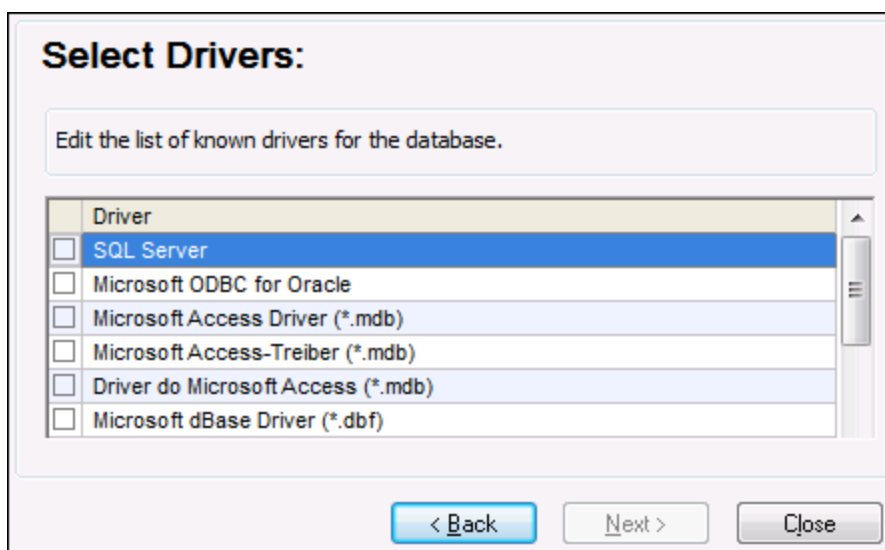 Select Drivers:
Edit the list of known drivers for the database.
Driver
SQL Server
Microsoft ODBC for Oracle
Microsoft Access Driver (*.mdb)
Microsoft Access-Treiber (*.mdb)
Driver do Microsoft Access (*.mdb)
Microsoft dBase Driver (*.dbf)
< Back Next > Close